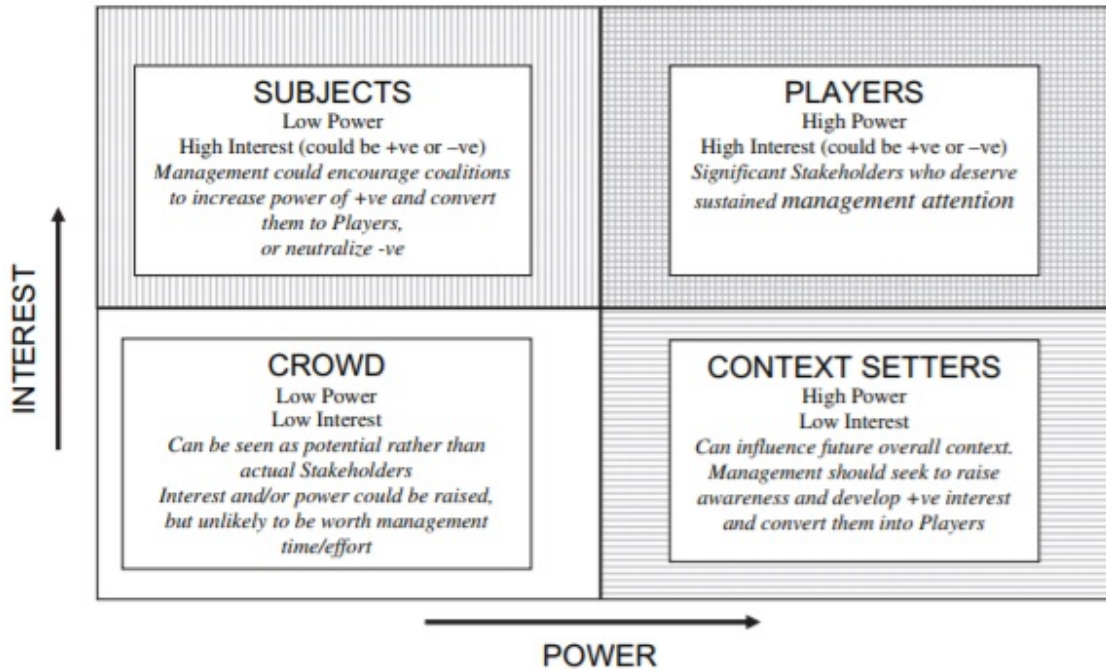 SUBJECTS
Low Power
High Interest (could be +ve or –ve)
Management could encourage coalitions
to increase power of +ve and convert
them to Players,
or neutralize -ve
PLAYERS
High Power
High Interest (could be +ve or –ve)
Significant Stakeholders who deserve
sustained management attention
INTEREST
CROWD
Low Power
Low Interest
Can be seen as potential rather than
actual Stakeholders
Interest and/or power could be raised,
but unlikely to be worth management
time/effort
CONTEXT SETTERS
High Power
Low Interest
Can influence future overall context.
Management should seek to raise
awareness and develop +ve interest
and convert them into Players
POWER